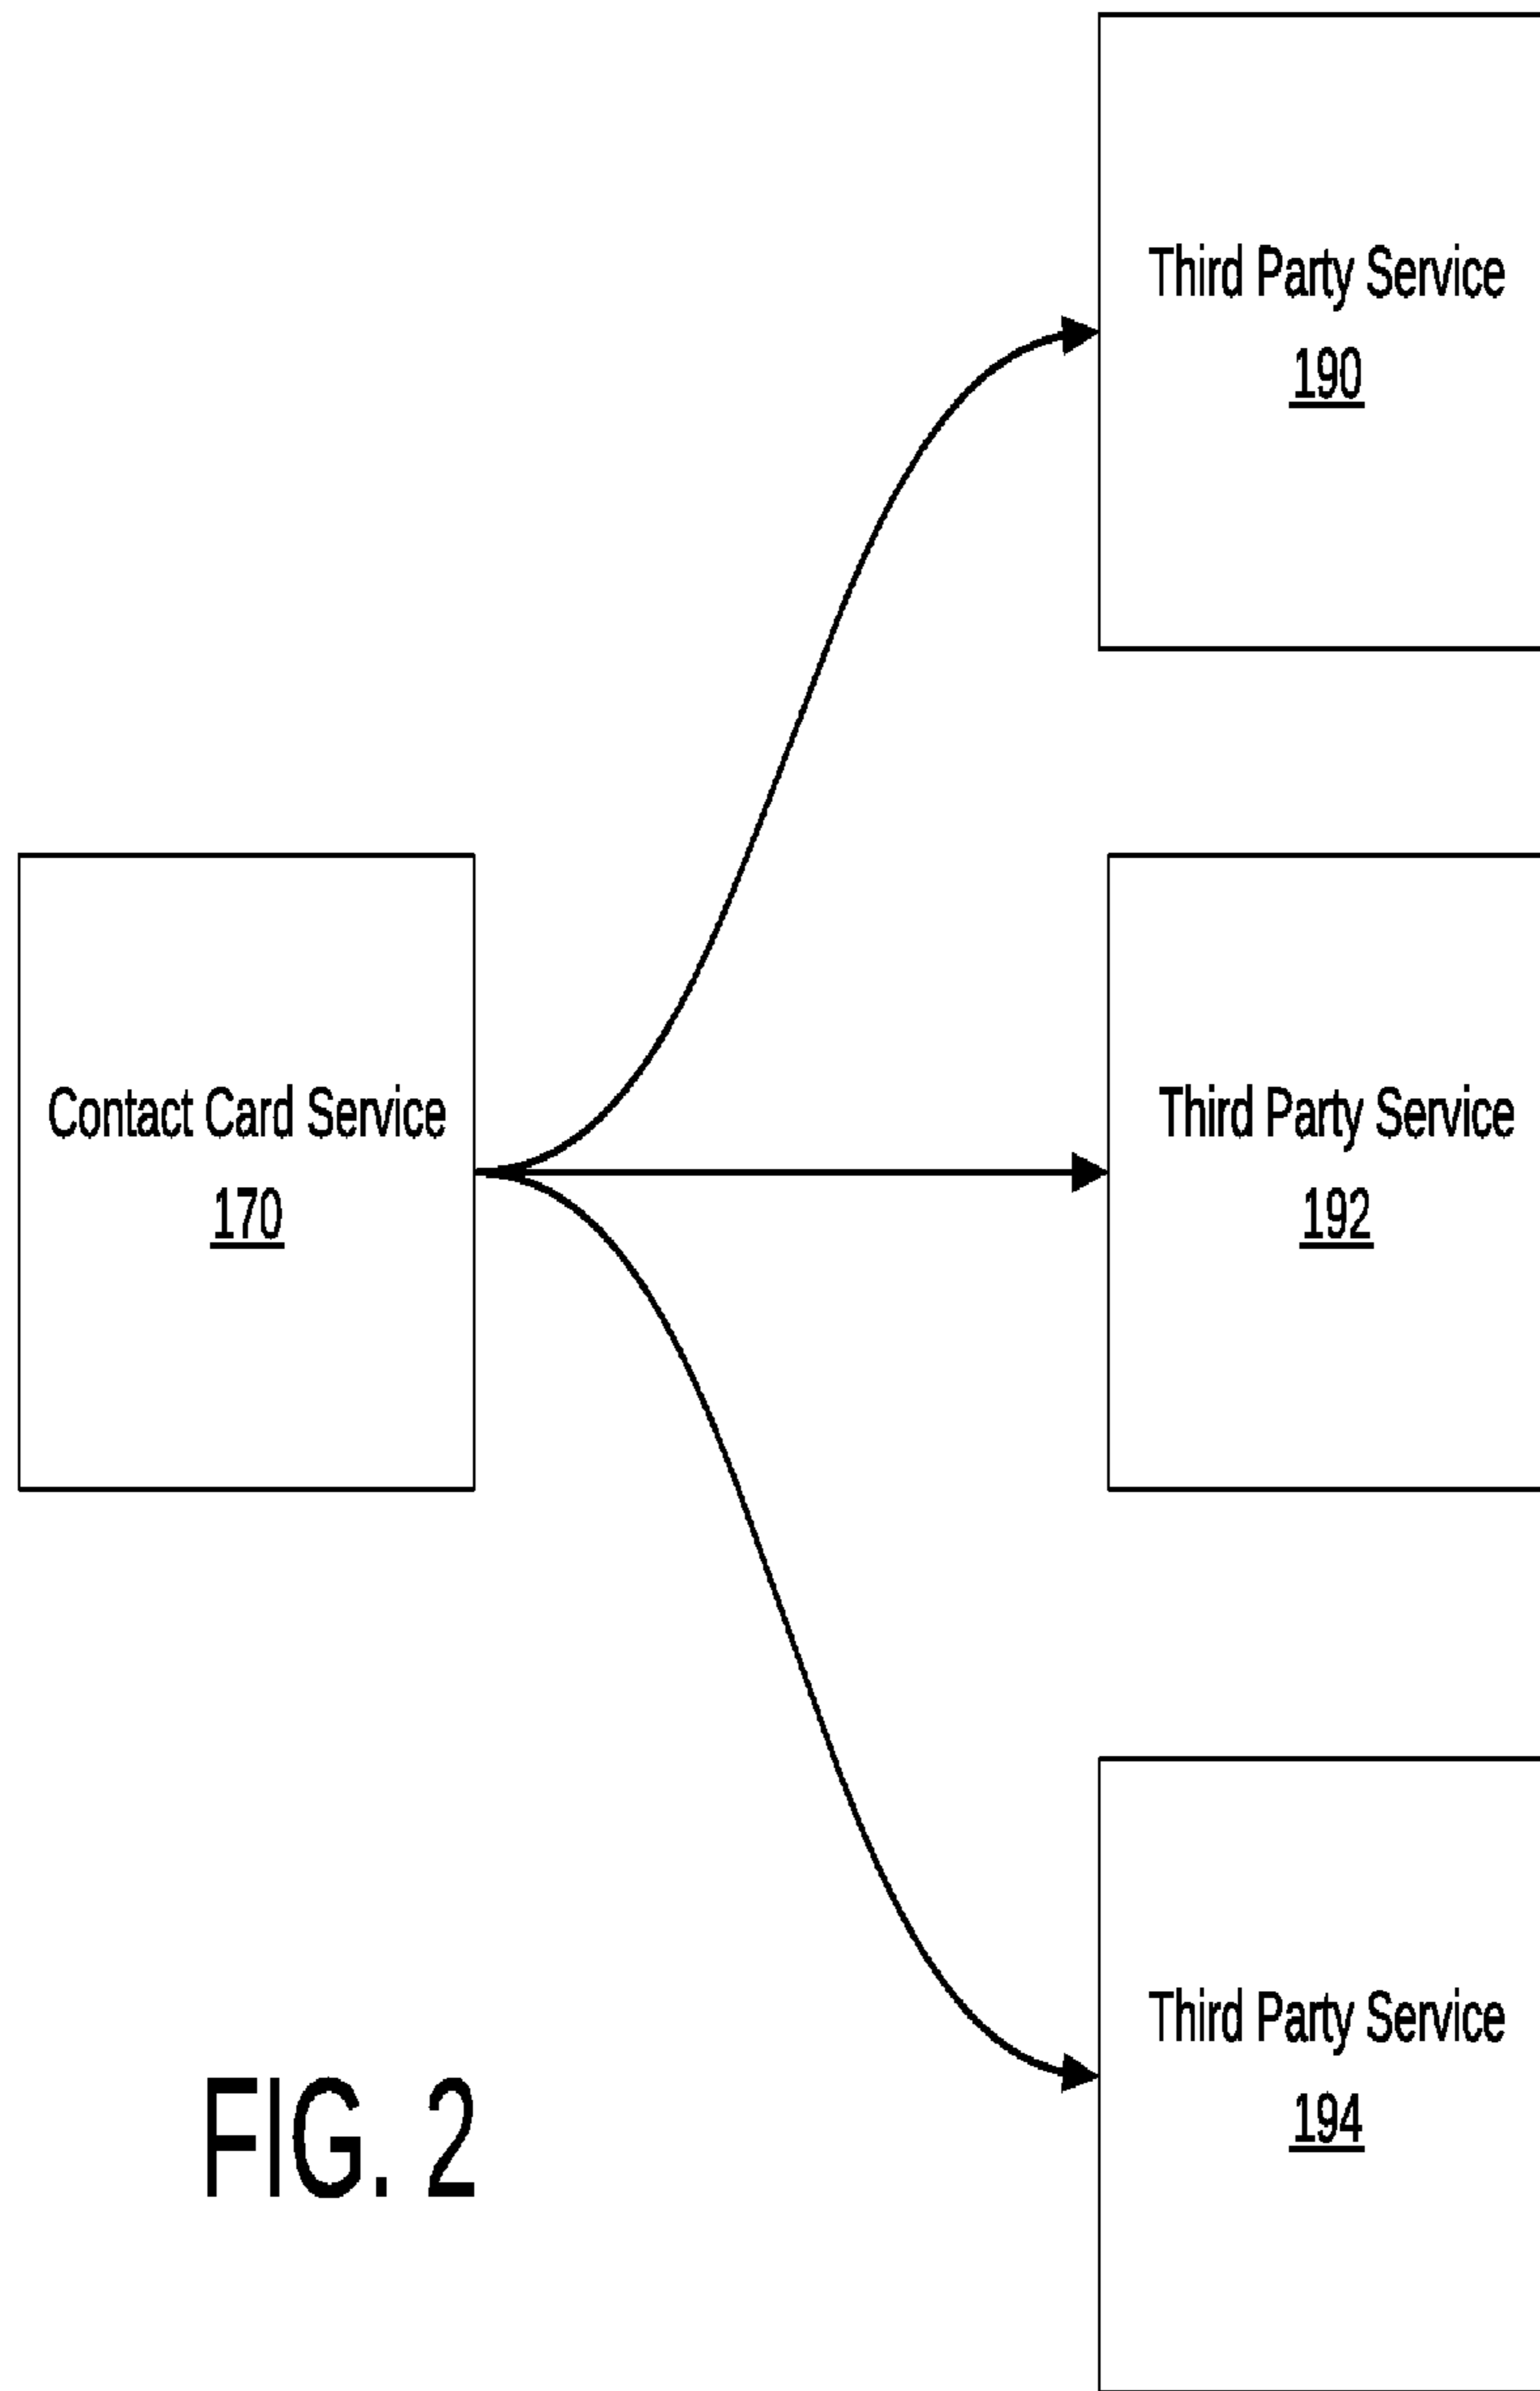 Third Party Service
190
Contact Card Service
170
Third Party Service
192
Third Party Service
194
FIG. 2